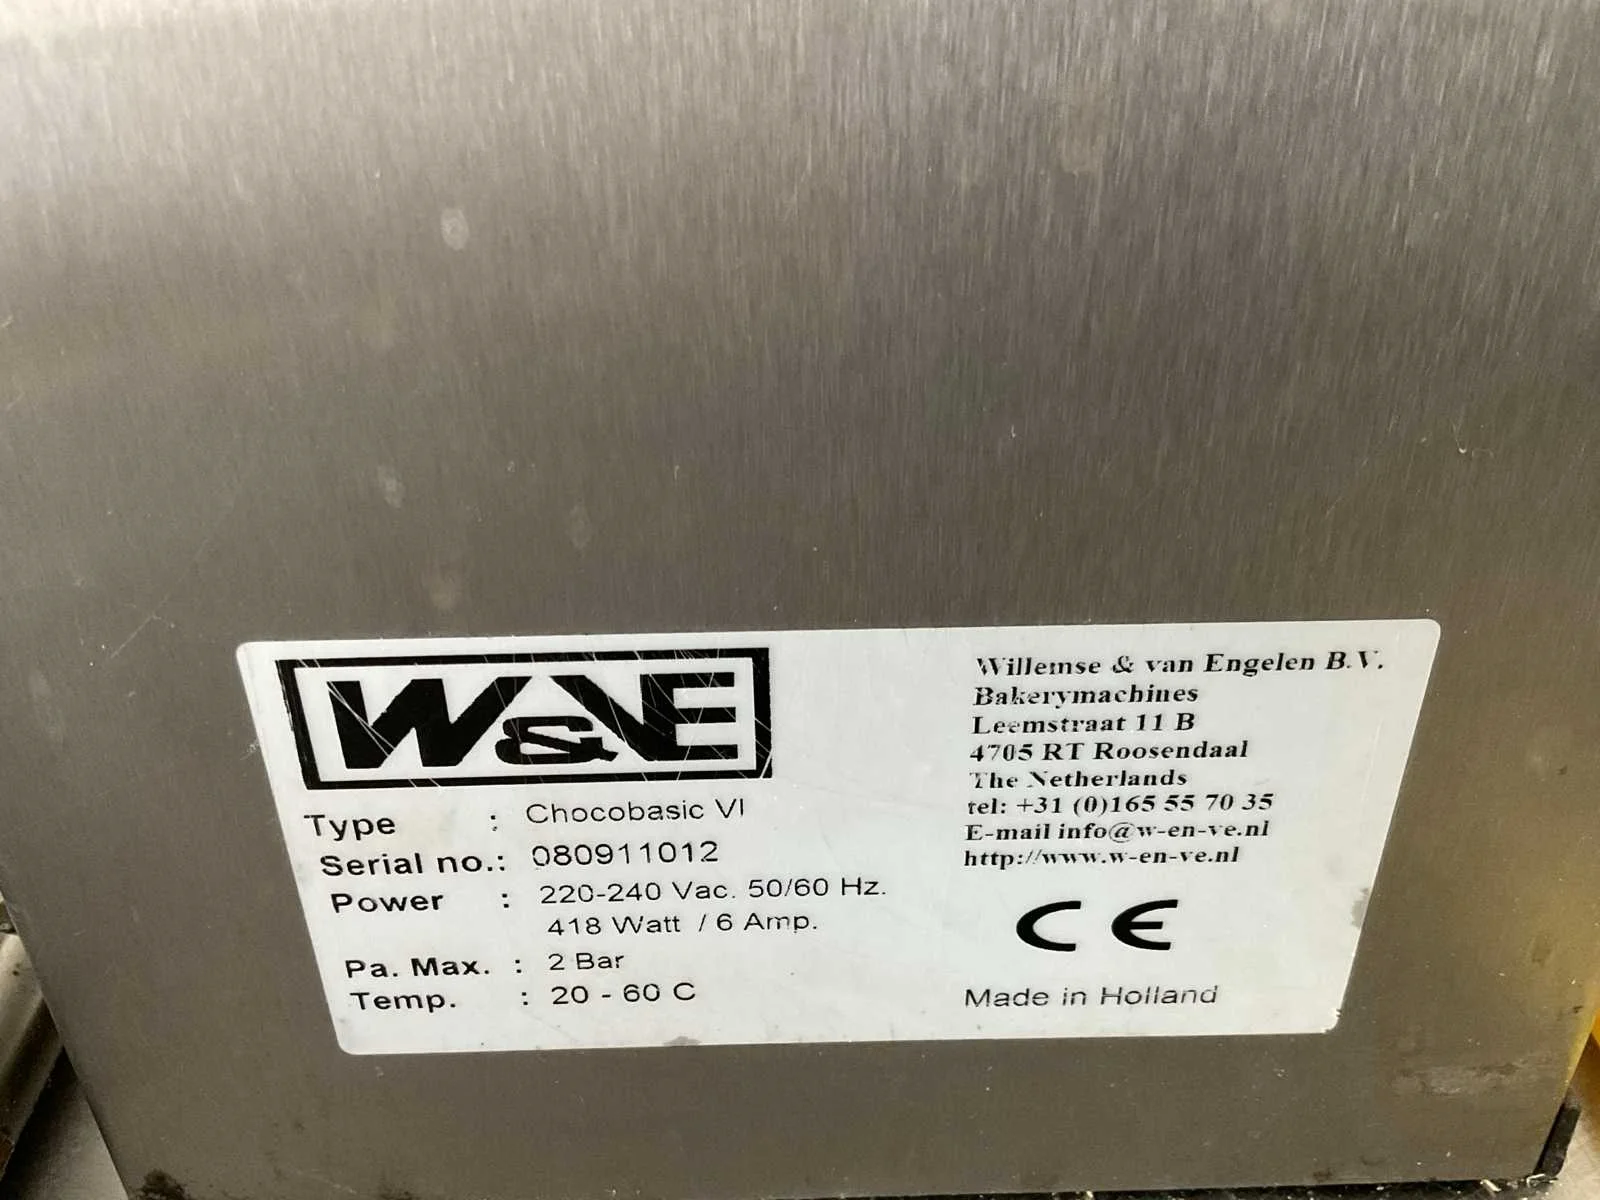 W&VE
Type : Chocobasic VI
Serial no.: 080911012
Power : 220-240 Vac. 50/60 Hz.
418 Watt / 6 Amp.
Pa. Max. : 2 Bar
Temp. : 20 - 60 C
Willemse & van Engelen B.V.
Bakerymachines
Leemstraat 11 B
4705 RT Roosendaal
The Netherlands
tel: +31 (0)165 55 70 35
E-mail info@w-en-ve.nl
http://www.w-en-ve.nl
CE
Made in Holland